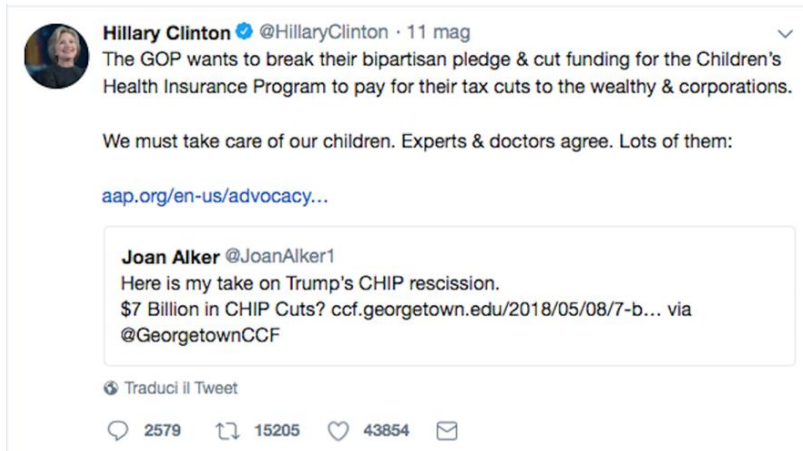 Hillary Clinton @HillaryClinton · 11 mag
The GOP wants to break their bipartisan pledge & cut funding for the Children's
Health Insurance Program to pay for their tax cuts to the wealthy & corporations.
We must take care of our children. Experts & doctors agree. Lots of them:
aap.org/en-us/advocacy...
Joan Alker @JoanAlker1
Here is my take on Trump's CHIP rescission.
$7 Billion in CHIP Cuts? ccf.georgetown.edu/2018/05/08/7-b... via
@GeorgetownCCF
Traduci il Tweet
2579 15205 43854